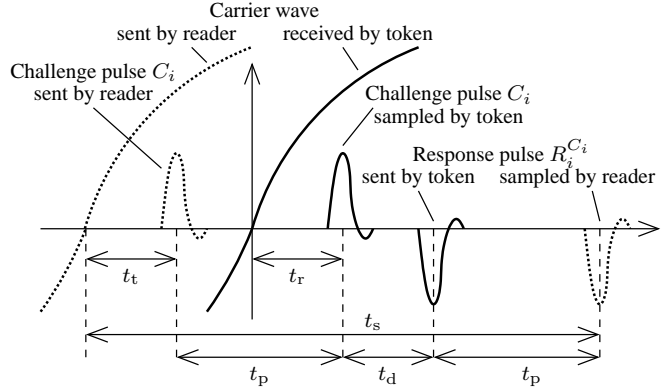 Carrier wave
sent by reader received by token
Challenge pulse C_i
sent by reader
Challenge pulse C_i
sampled by token
Response pulse R_i^{C_i}
sent by token sampled by reader
t_t
t_r
t_s
t_p
t_d
t_p